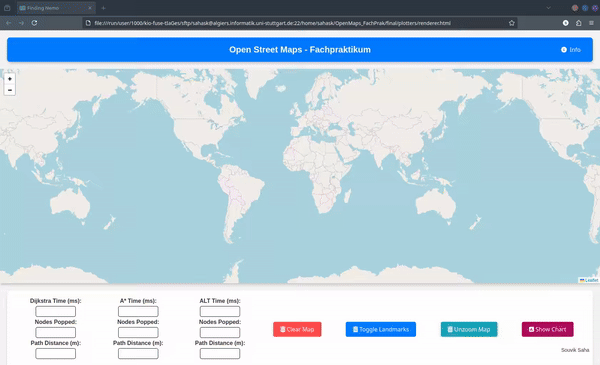 Finding Nemo
file:///run/user/1000/kio-fuse-tIaGes/sftp/sahask@algiers.informatik.uni-stuttgart.de:22/home/sahask/OpenMaps_FachPrak/final/plotters/renderer.html
Open Street Maps - Fachpraktikum
Info
+
−
Leaflet
Dijkstra Time (ms): A* Time (ms): ALT Time (ms):
Nodes Popped: Nodes Popped: Nodes Popped:
Clear Map Toggle Landmarks Unzoom Map Show Chart
Path Distance (m): Path Distance (m): Path Distance (m):
Souvik Saha